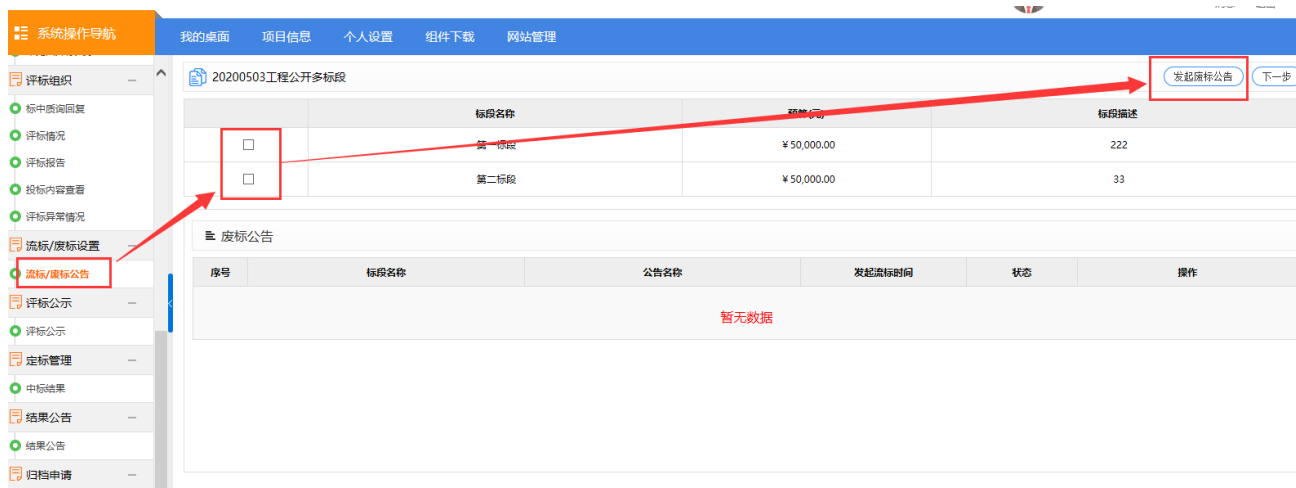 系统操作导航
我的桌面 项目信息 个人设置 组件下载 网站管理
评标组织
标中质询回复
评标情况
评标报告
投标内容查看
评标异常情况
流标/废标设置
流标/废标公告
评标公示
评标公示
定标管理
中标结果
结果公告
结果公告
归档申请
20200503工程公开多标段
发起废标公告 下一步
标段名称 预算(元) 标段描述
第一标段 ¥50,000.00 222
第二标段 ¥50,000.00 33
废标公告
序号 标段名称 公告名称 发起流标时间 状态 操作
暂无数据